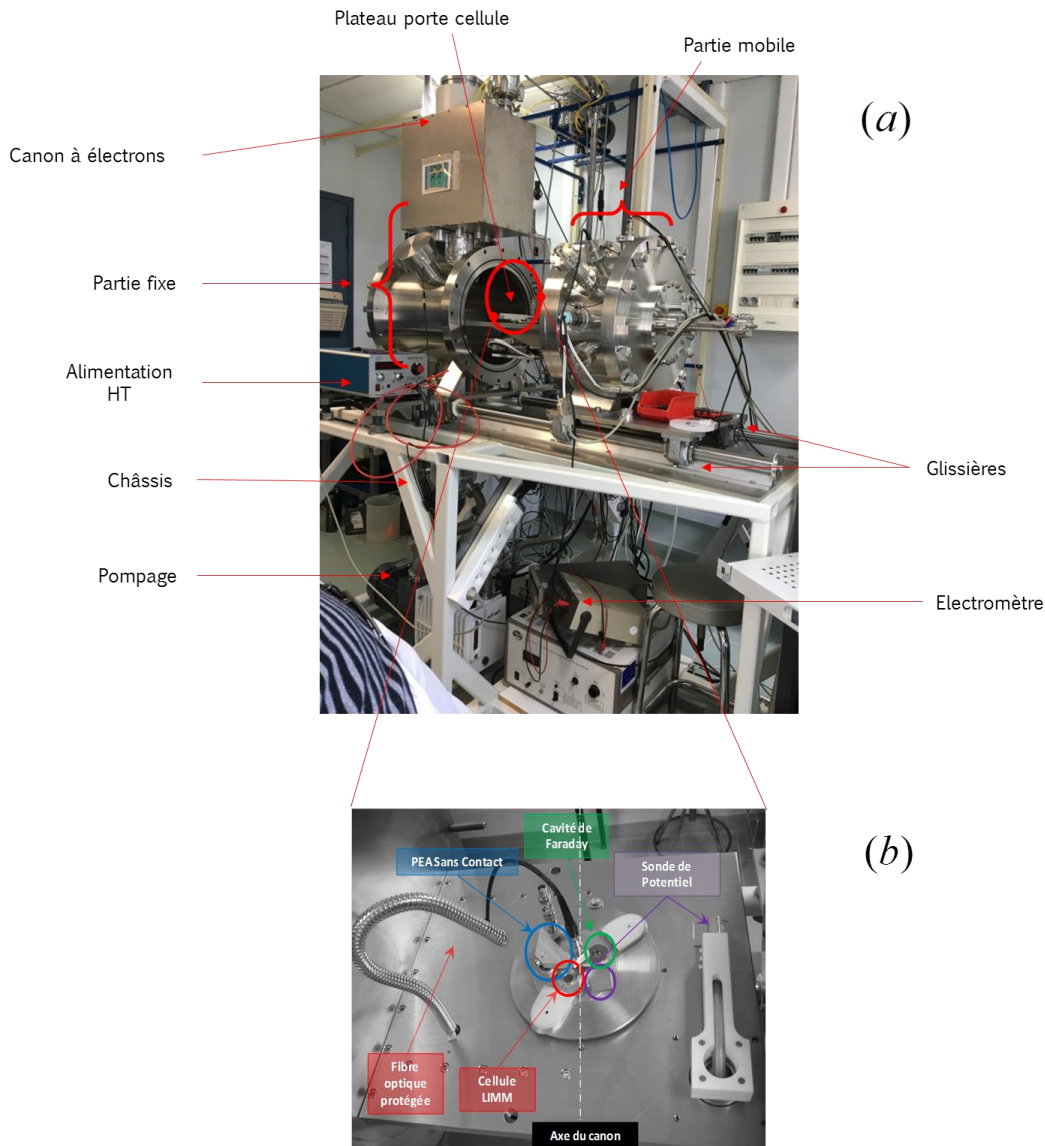 Plateau porte cellule
Partie mobile
(a)
Canon à électrons
Partie fixe
Alimentation
HT
Châssis
Glissières
Pompage
Electromètre
(b)
Cavité de
Faraday
PEA Sans Contact
Sonde de
Potentiel
Fibre
optique
protégée
Cellule
LIMM
Axe du canon